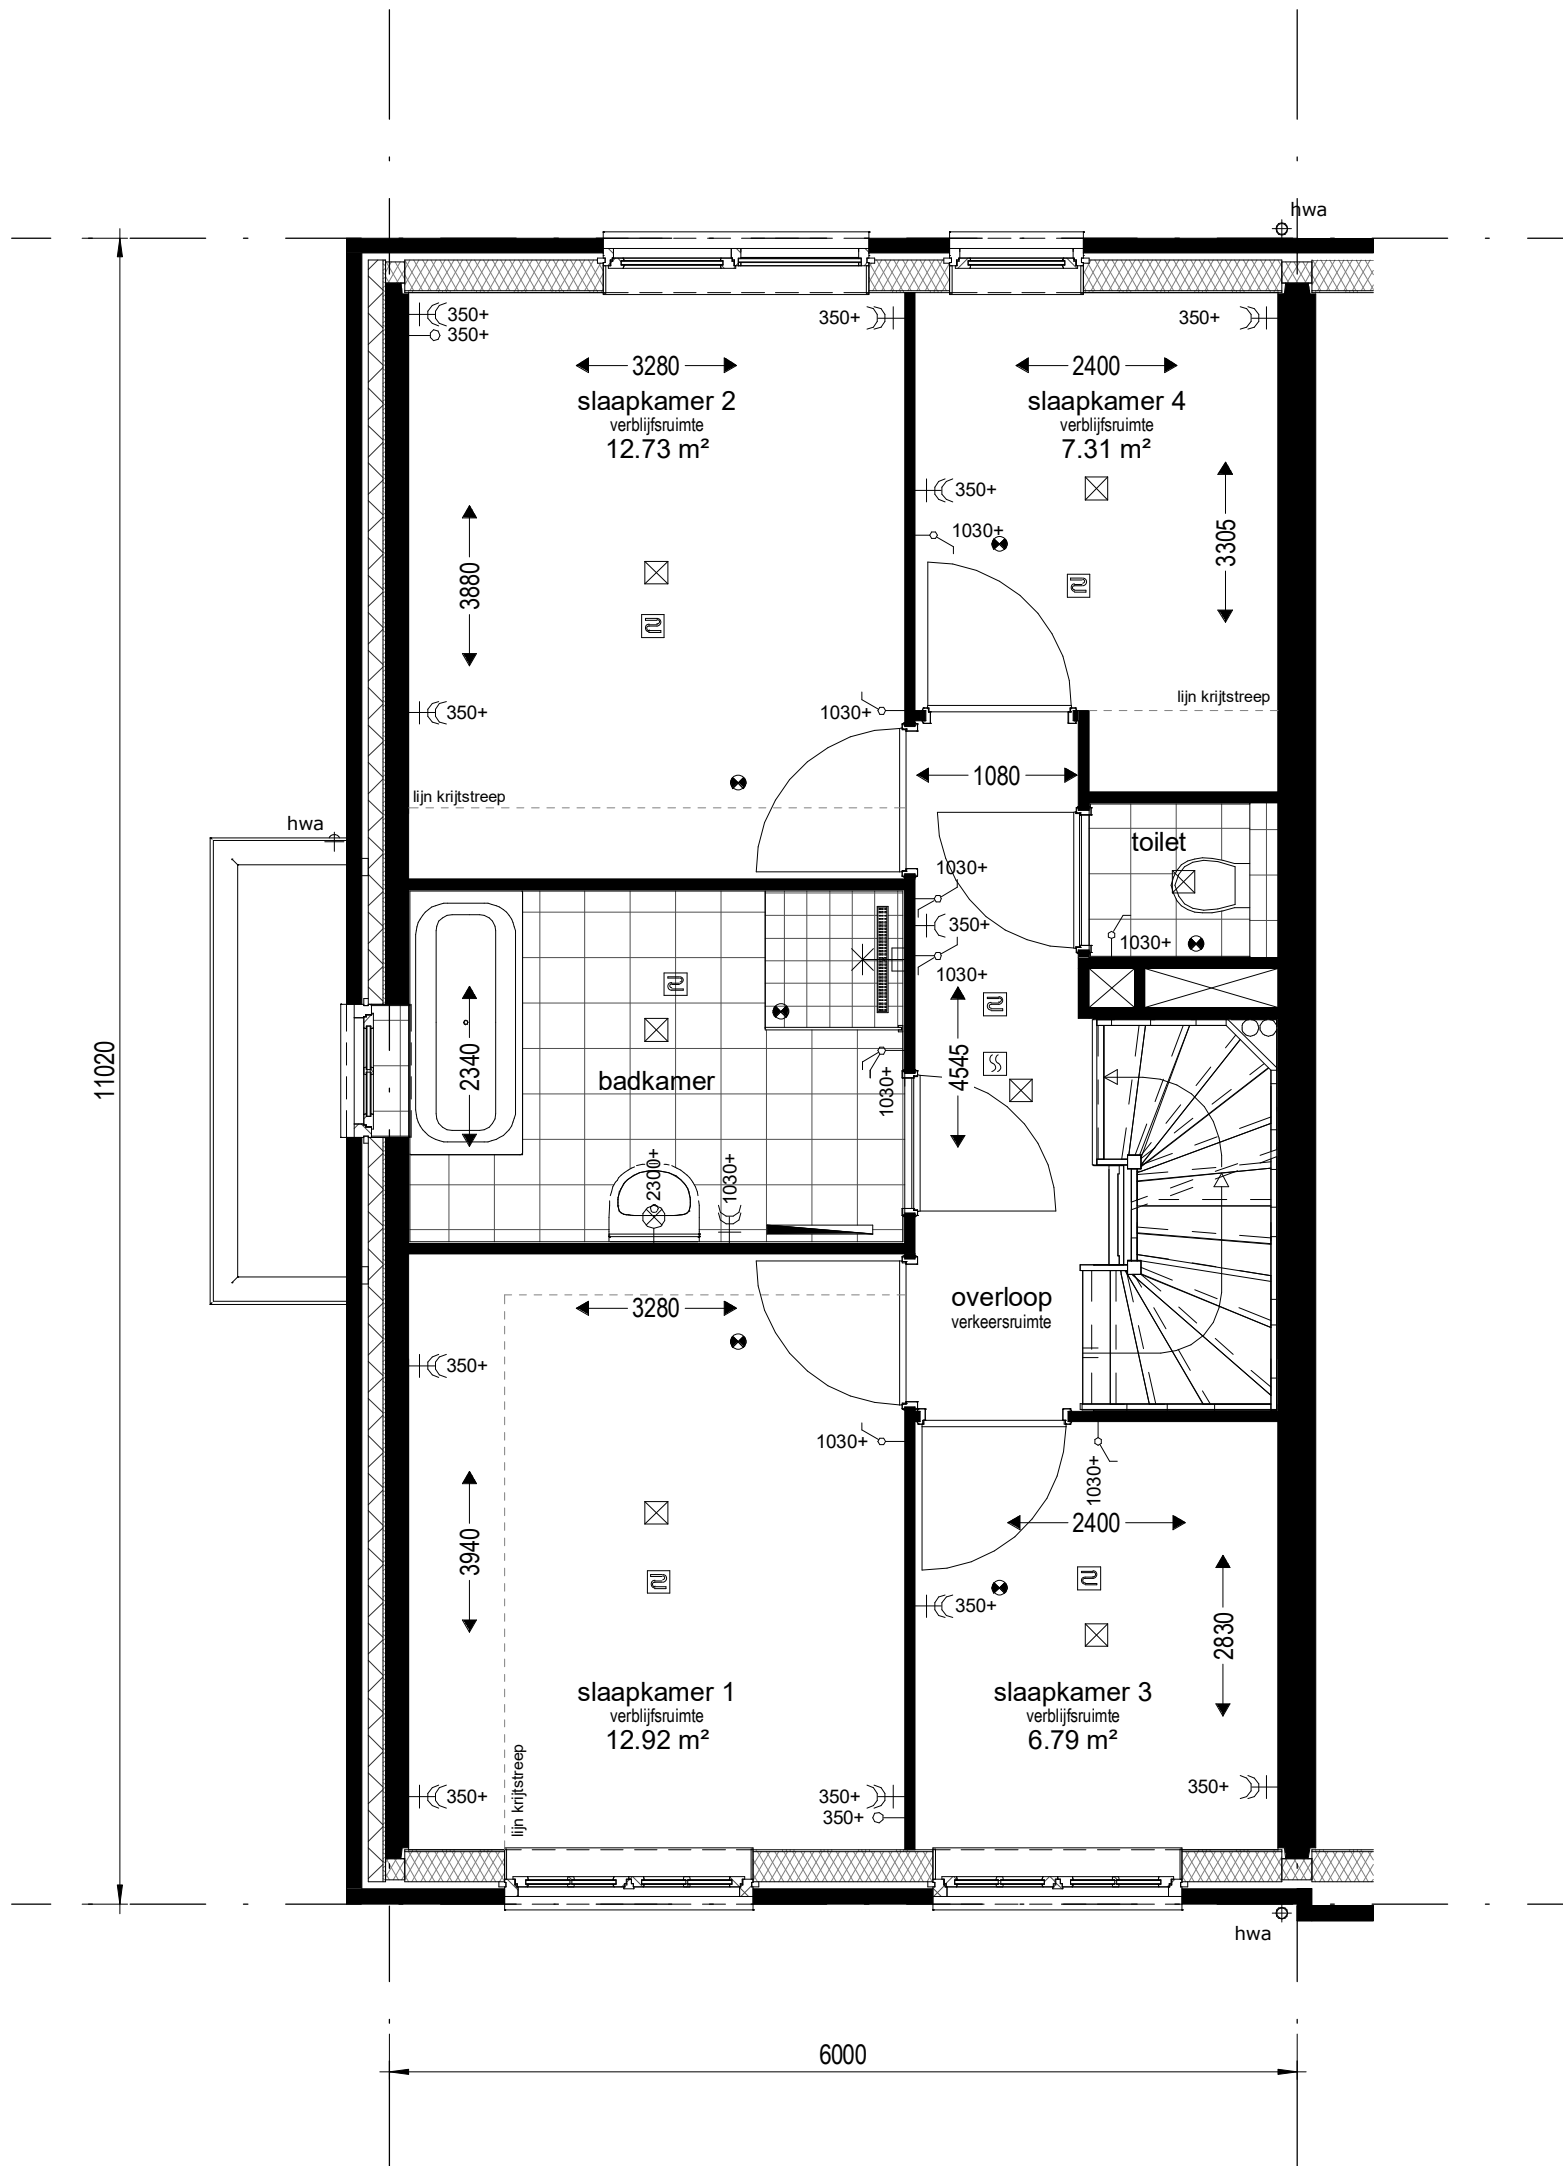 hwa
350+
350+
350+
350+
3280
2400
slaapkamer 2
verblijfsruimte
12.73 m²
slaapkamer 4
verblijfsruimte
7.31 m²
350+
1030+
3305
3880
lijn krijtstreep
350+
1030+
1080
lijn krijtstreep
hwa
toilet
1030+
350+
1030+
1030+
11020
2340
4545
badkamer
1030+
2300+
1030+
overloop
verkeersruimte
3280
350+
1030+
1030+
2400
3940
350+
2830
slaapkamer 1
verblijfsruimte
12.92 m²
slaapkamer 3
verblijfsruimte
6.79 m²
lijn krijtstreep
350+
350+
350+
350+
hwa
6000